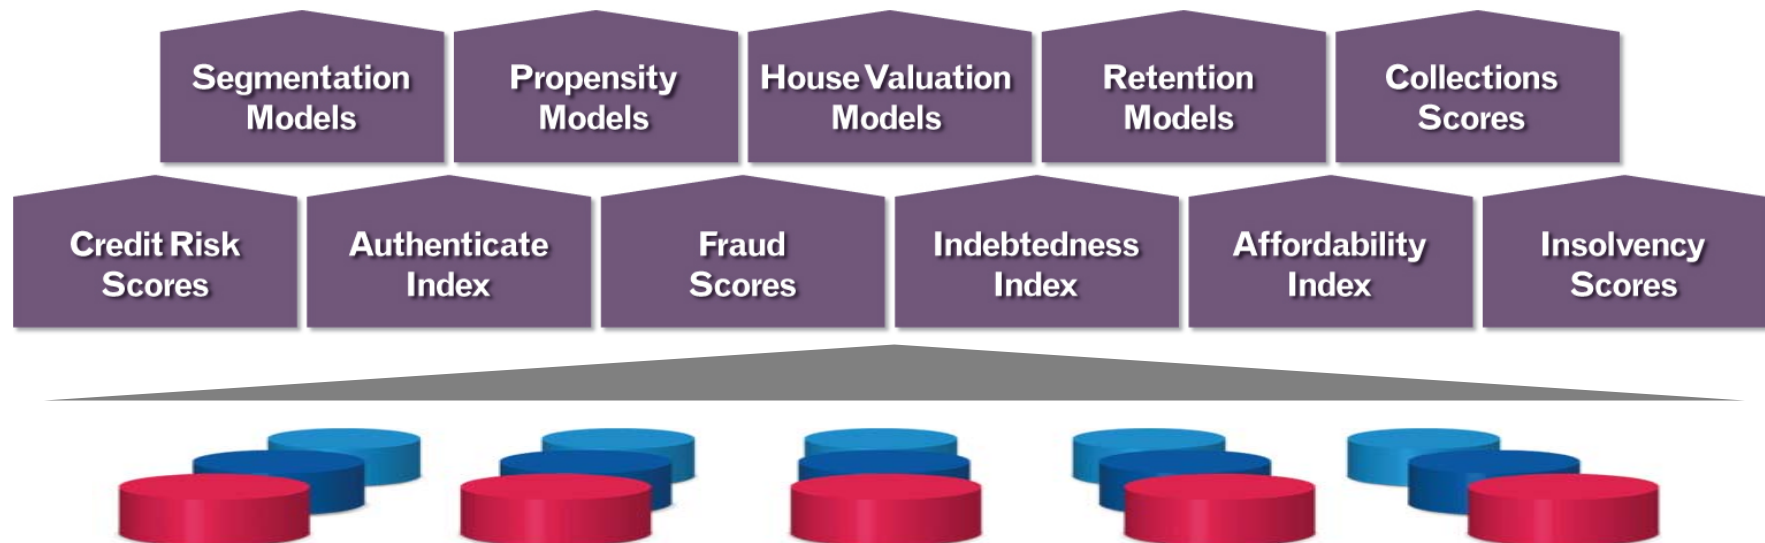 Segmentation
Models
Propensity
Models
House Valuation
Models
Retention
Models
Collections
Scores
Credit Risk
Scores
Authenticate
Index
Fraud
Scores
Indebtedness
Index
Affordability
Index
Insolvency
Scores